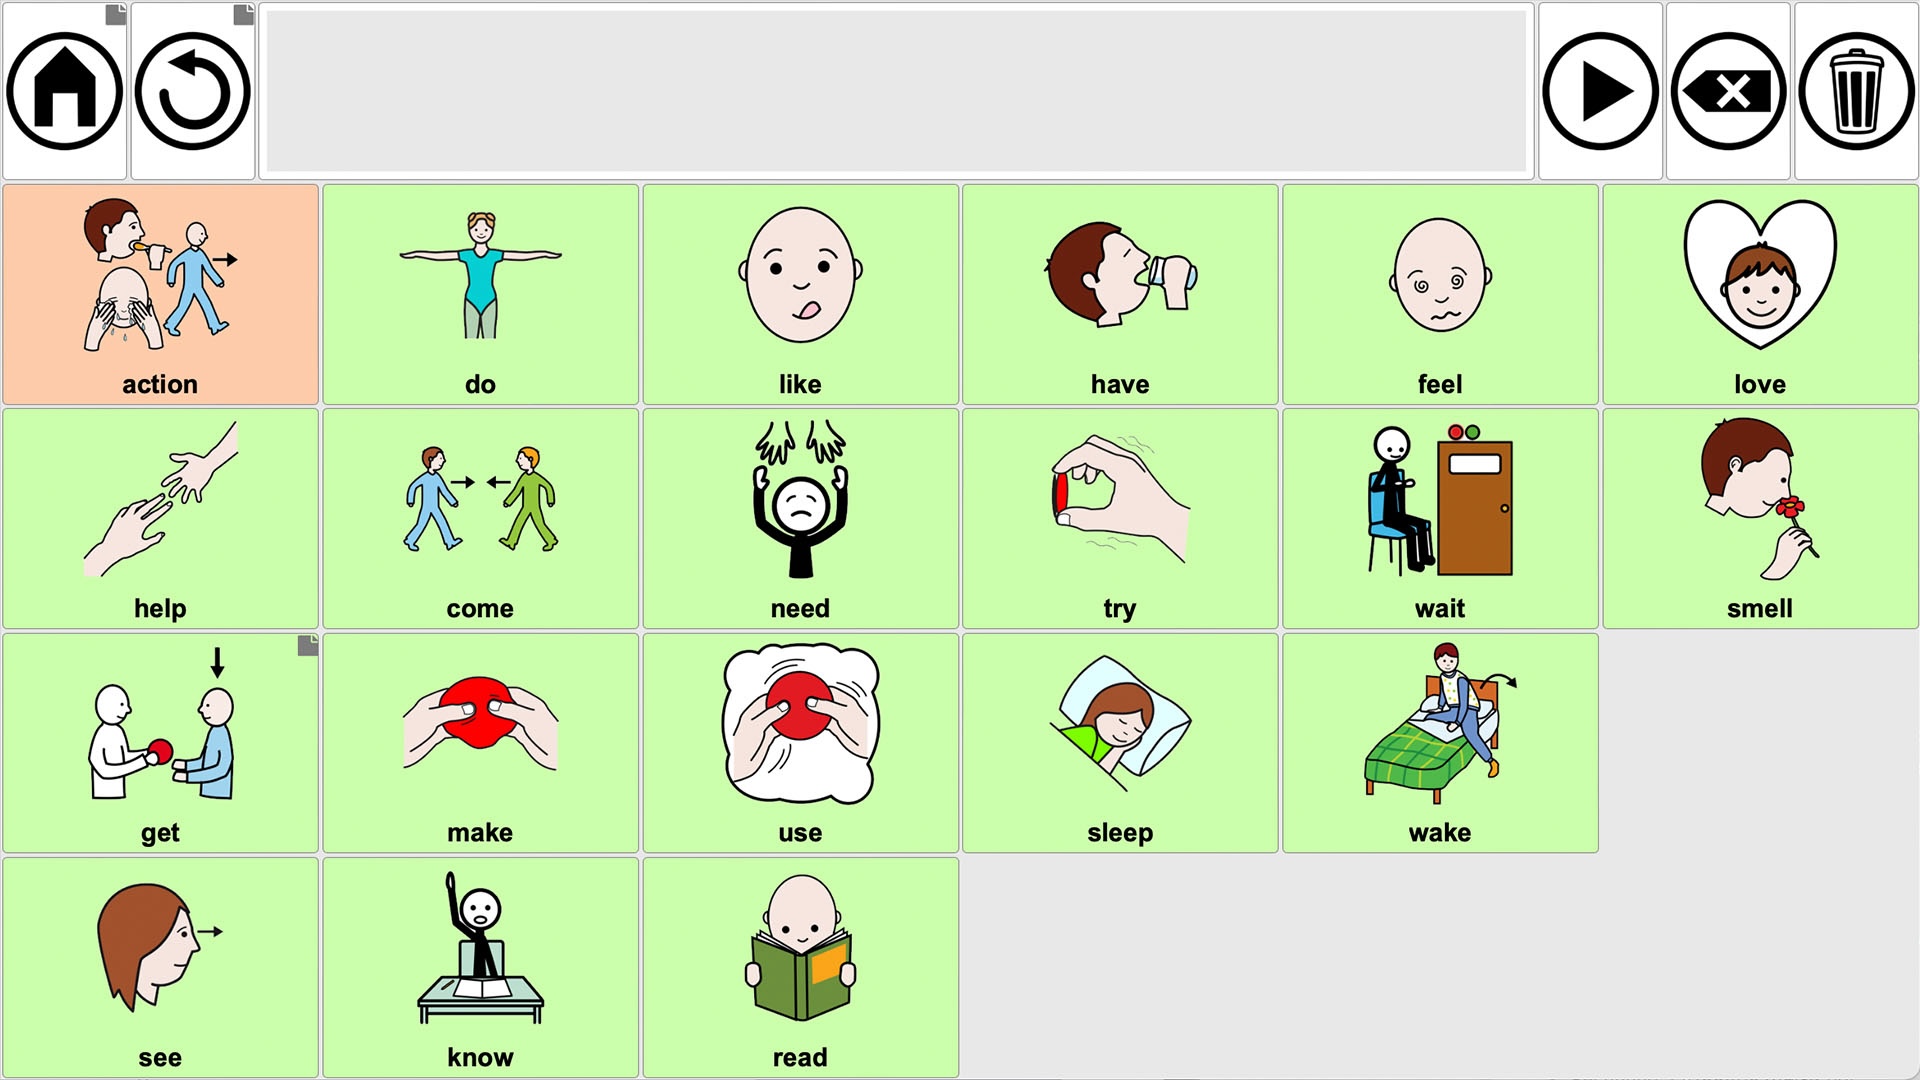 action
do
like
have
feel
love
help
come
need
try
wait
smell
get
make
use
sleep
wake
see
know
read